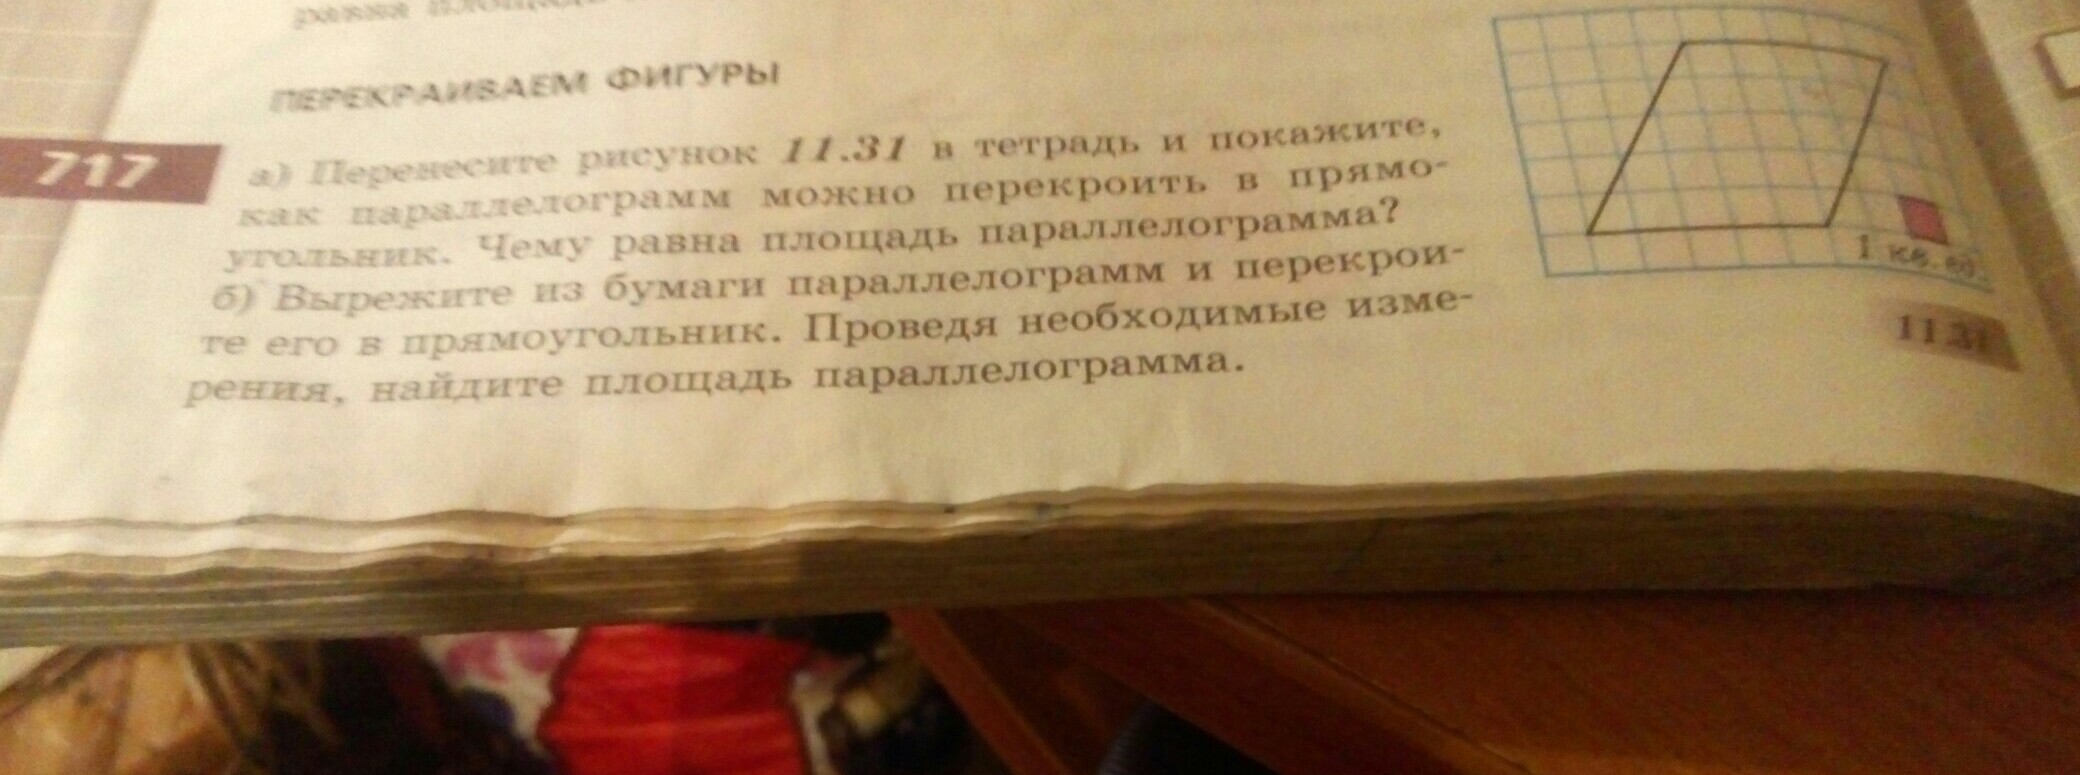 равна площадь
ПЕРЕКРАИВАЕМ ФИГУРЫ
717
а) Перенесите рисунок 11.31 в тетрадь и покажите,
как параллелограмм можно перекроить в прямо-
угольник. Чему равна площадь параллелограмма?
б) Вырежите из бумаги параллелограмм и перекрои-
те его в прямоугольник. Проведя необходимые изме-
рения, найдите площадь параллелограмма.
1 кв. ед.
11.31